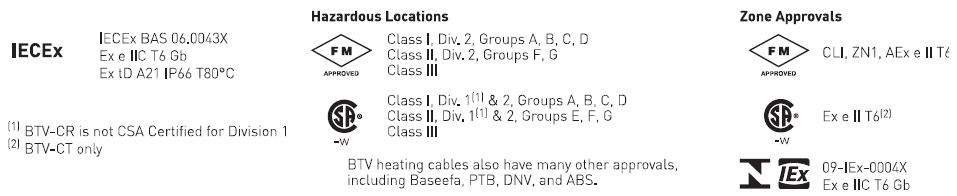 IECEx
IECEx BAS 06.0043X
Ex e IIC T6 Gb
Ex tD A21 IP66 T80°C
(1) BTV-CR is not CSA Certified for Division 1
(2) BTV-CT only
Hazardous Locations
FM
APPROVED
Class I, Div. 2, Groups A, B, C, D
Class II, Div. 2, Groups F, G
Class III
SA®
-W
Class I, Div. 1(1) & 2, Groups A, B, C, D
Class II, Div. 1(1) & 2, Groups E, F, G
Class III
BTV heating cables also have many other approvals,
including Baseefa, PTB, DNV, and ABS.
Zone Approvals
FM
APPROVED
CLI, ZN1, AEx e II T6
SA®
-W
Ex e II T6(2)
IEx
09-IEx-0004X
Ex e IIC T6 Gb